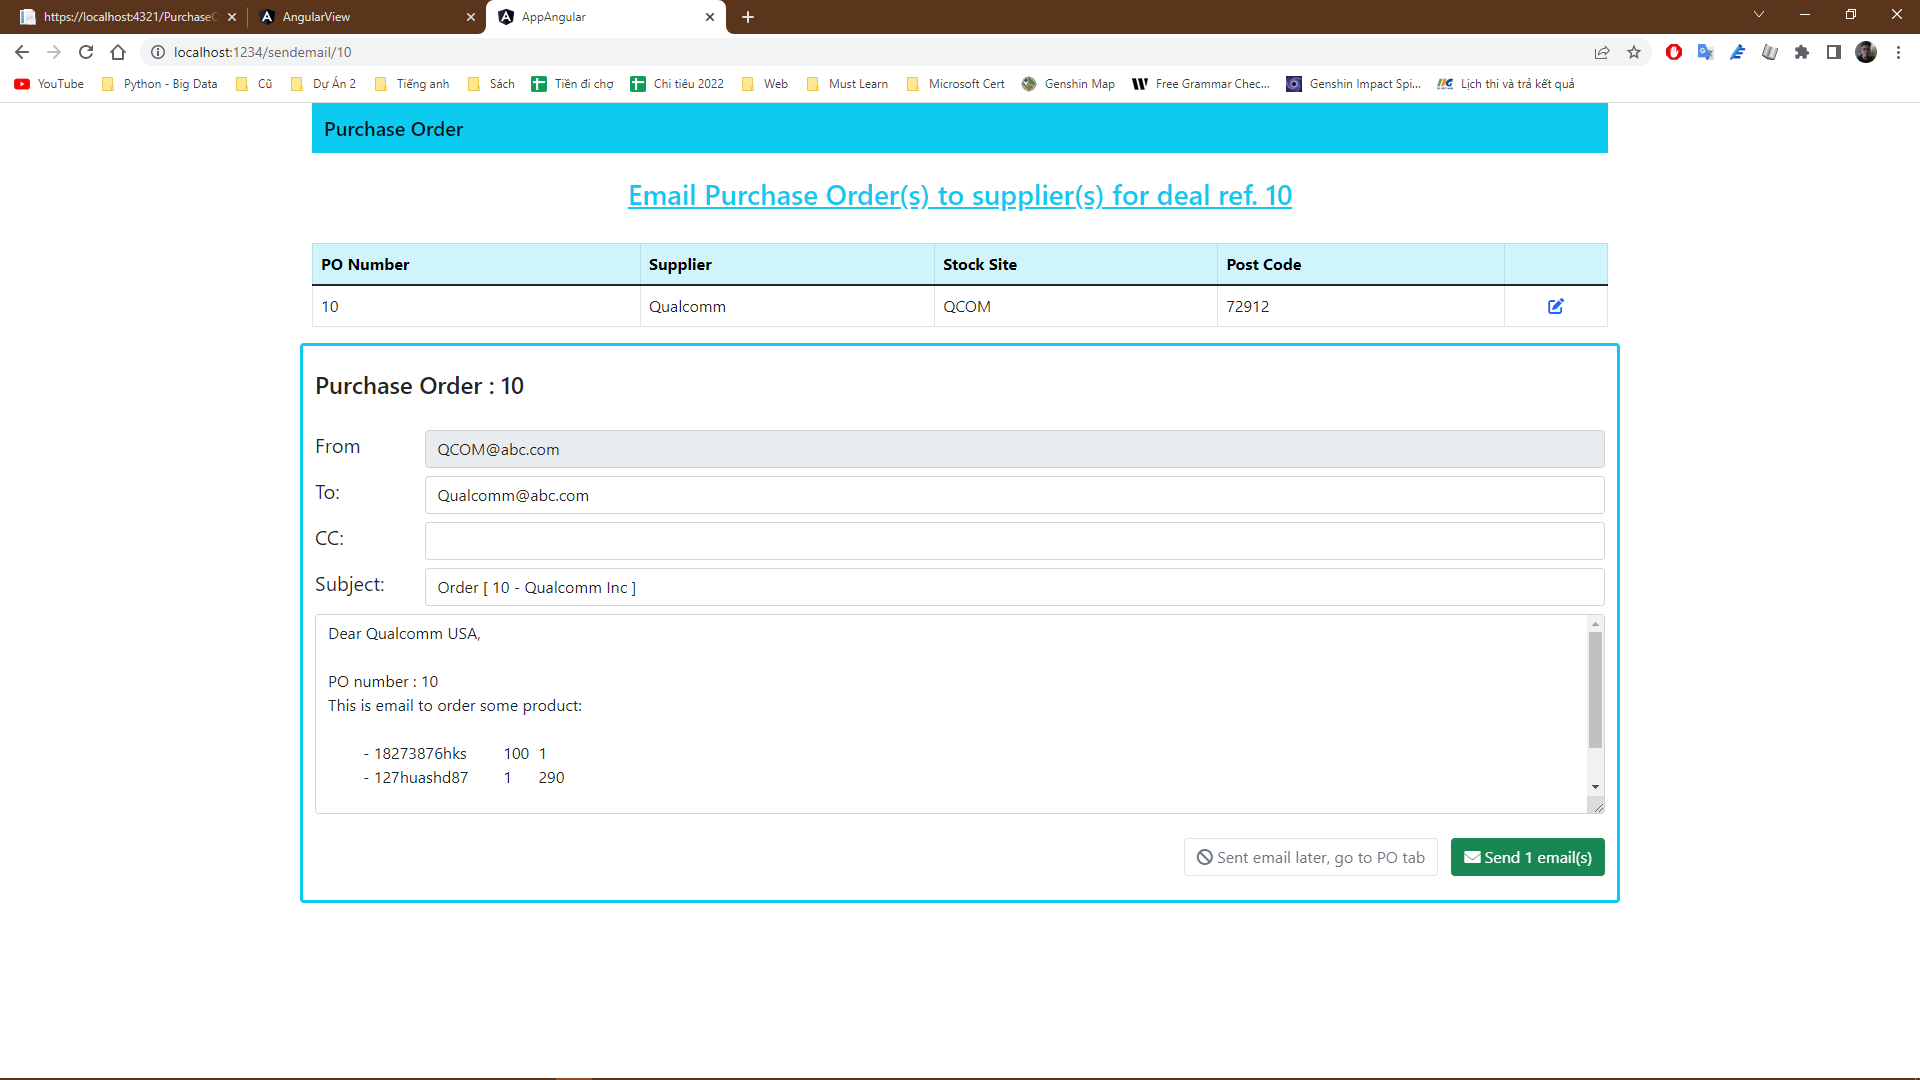 https://localhost:4321/Purchase
AngularView
AppAngular
localhost:1234/sendemail/10
YouTube
Python - Big Data
Cũ
Dự Án 2
Tiếng anh
Sách
Tiền đi chợ
Chi tiêu 2022
Web
Must Learn
Microsoft Cert
Genshin Map
Free Grammar Chec...
Genshin Impact Spi...
Lịch thi và trả kết quả
Purchase Order
Email Purchase Order(s) to supplier(s) for deal ref. 10
PO Number Supplier Stock Site Post Code
10 Qualcomm QCOM 72912
Purchase Order : 10
From QCOM@abc.com
To: Qualcomm@abc.com
CC:
Subject: Order [ 10 - Qualcomm Inc ]
Dear Qualcomm USA,
PO number : 10
This is email to order some product:
- 18273876hks 100 1
- 127huashd87 1 290
Sent email later, go to PO tab
Send 1 email(s)